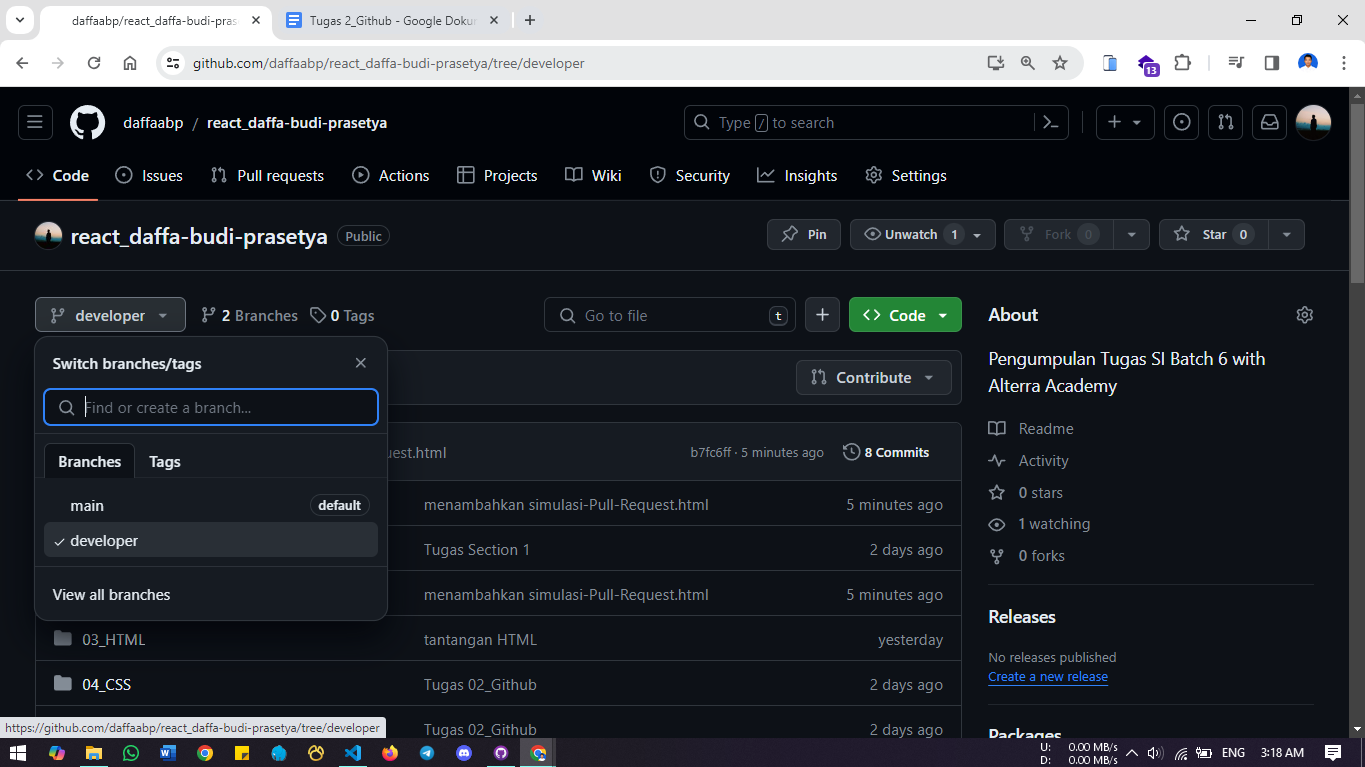 daffaabp/react_daffa-budi-pras
Tugas 2_Github - Google Doku
github.com/daffaabp/react_daffa-budi-prasetya/tree/developer
13
daffaabp / react_daffa-budi-prasetya
Type / to search
Code
Issues
Pull requests
Actions
Projects
Wiki
Security
Insights
Settings
react_daffa-budi-prasetya Public
Pin
Unwatch 1
Fork 0
Star 0
developer
2 Branches
0 Tags
Go to file t
Code
Switch branches/tags
Find or create a branch...
Branches Tags
main default
developer
View all branches
Contribute
uest.html b7fc6ff · 5 minutes ago 8 Commits
menambahkan simulasi-Pull-Request.html 5 minutes ago
Tugas Section 1 2 days ago
menambahkan simulasi-Pull-Request.html 5 minutes ago
03_HTML tantangan HTML yesterday
04_CSS Tugas 02_Github 2 days ago
Tugas 02_Github 2 days ago
About
Pengumpulan Tugas SI Batch 6 with
Alterra Academy
Readme
Activity
0 stars
1 watching
0 forks
Releases
No releases published
Create a new release
Packages
https://github.com/daffaabp/react_daffa-budi-prasetya/tree/developer
U: 0.00 MB/s
D: 0.00 MB/s
ENG
3:18 AM